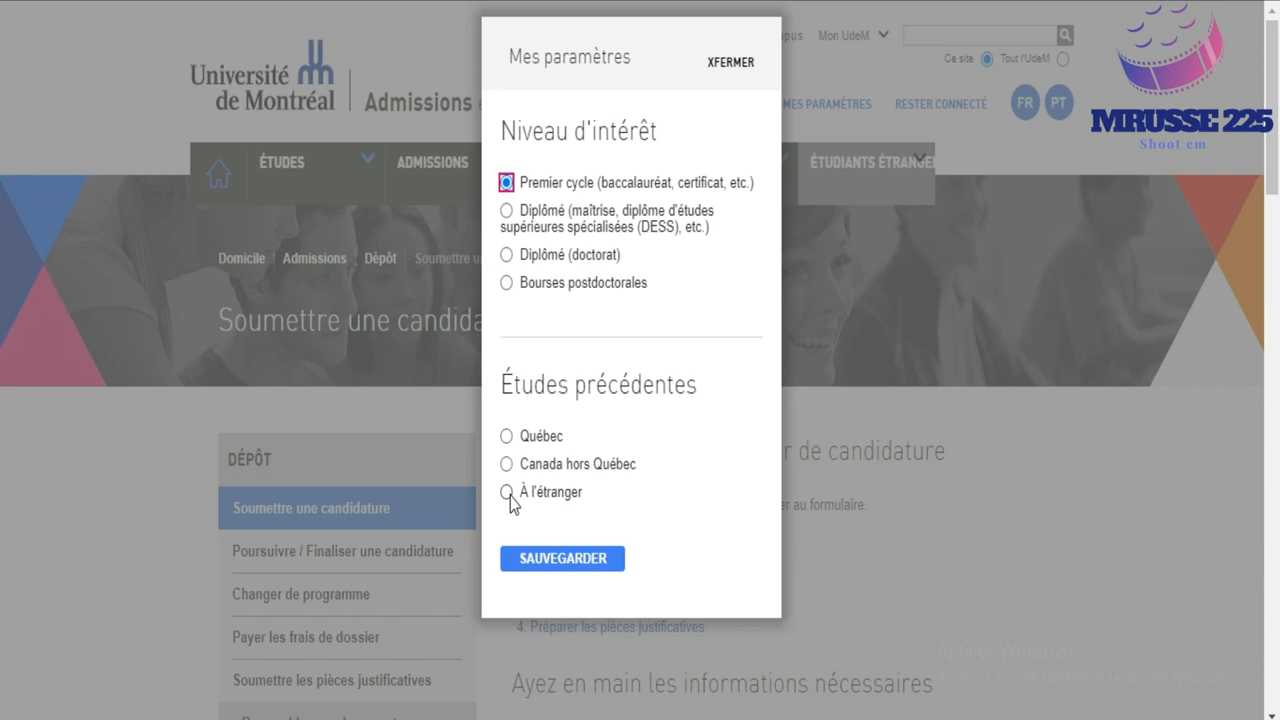 Mes paramètres
XFERMER
Niveau d'intérêt
Premier cycle (baccalauréat, certificat, etc.)
Diplômé (maîtrise, diplôme d'études
supérieures spécialisées (DESS), etc.)
Diplômé (doctorat)
Bourses postdoctorales
Études précédentes
Québec
Canada hors Québec
À l'étranger
SAUVEGARDER
Mon UdeM
Ce site
Tout l'UdeM
Université
de Montréal
Admissions
MES PARAMÈTRES
RESTER CONNECTÉ
FR
PT
MRUSSE 225
Shoot em
ÉTUDES
ADMISSIONS
ÉTUDIANTS
Domicile
Admissions
Dépôt
Soumettre
Soumettre une
DÉPÔT
Soumettre une candidature
Poursuivre / Finaliser une candidature
Changer de programme
Payer les frais de dossier
Soumettre les pièces justificatives
de candidature
au formulaire.
4. Préparer les pièces justificatives
Ayez en main les informations nécessaires
Activer Windows